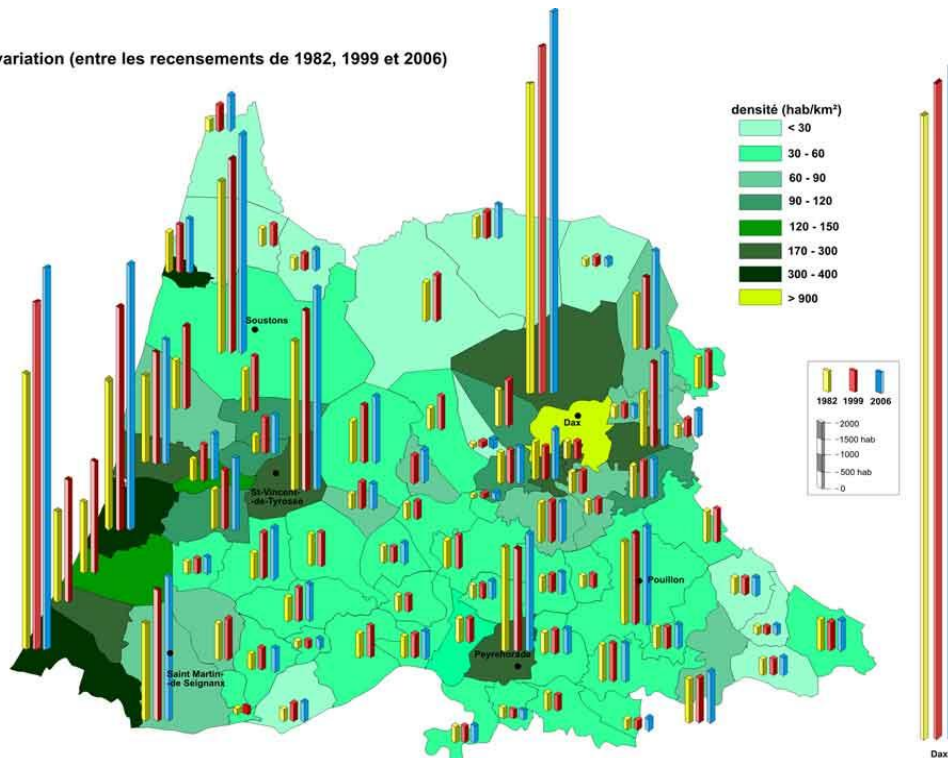 variation (entre les recensements de 1982, 1999 et 2006)
densité (hab/km²)
< 30
30 - 60
60 - 90
90 - 120
120 - 150
170 - 300
300 - 400
> 900
Soustons
Dax
1982 1999 2006
2000
1500 hab
1000
500 hab
0
St-Vincent-
-de-Tyrosse
Pouillon
Peyrehorade
Saint Martin-
-de Seignanx
Dax